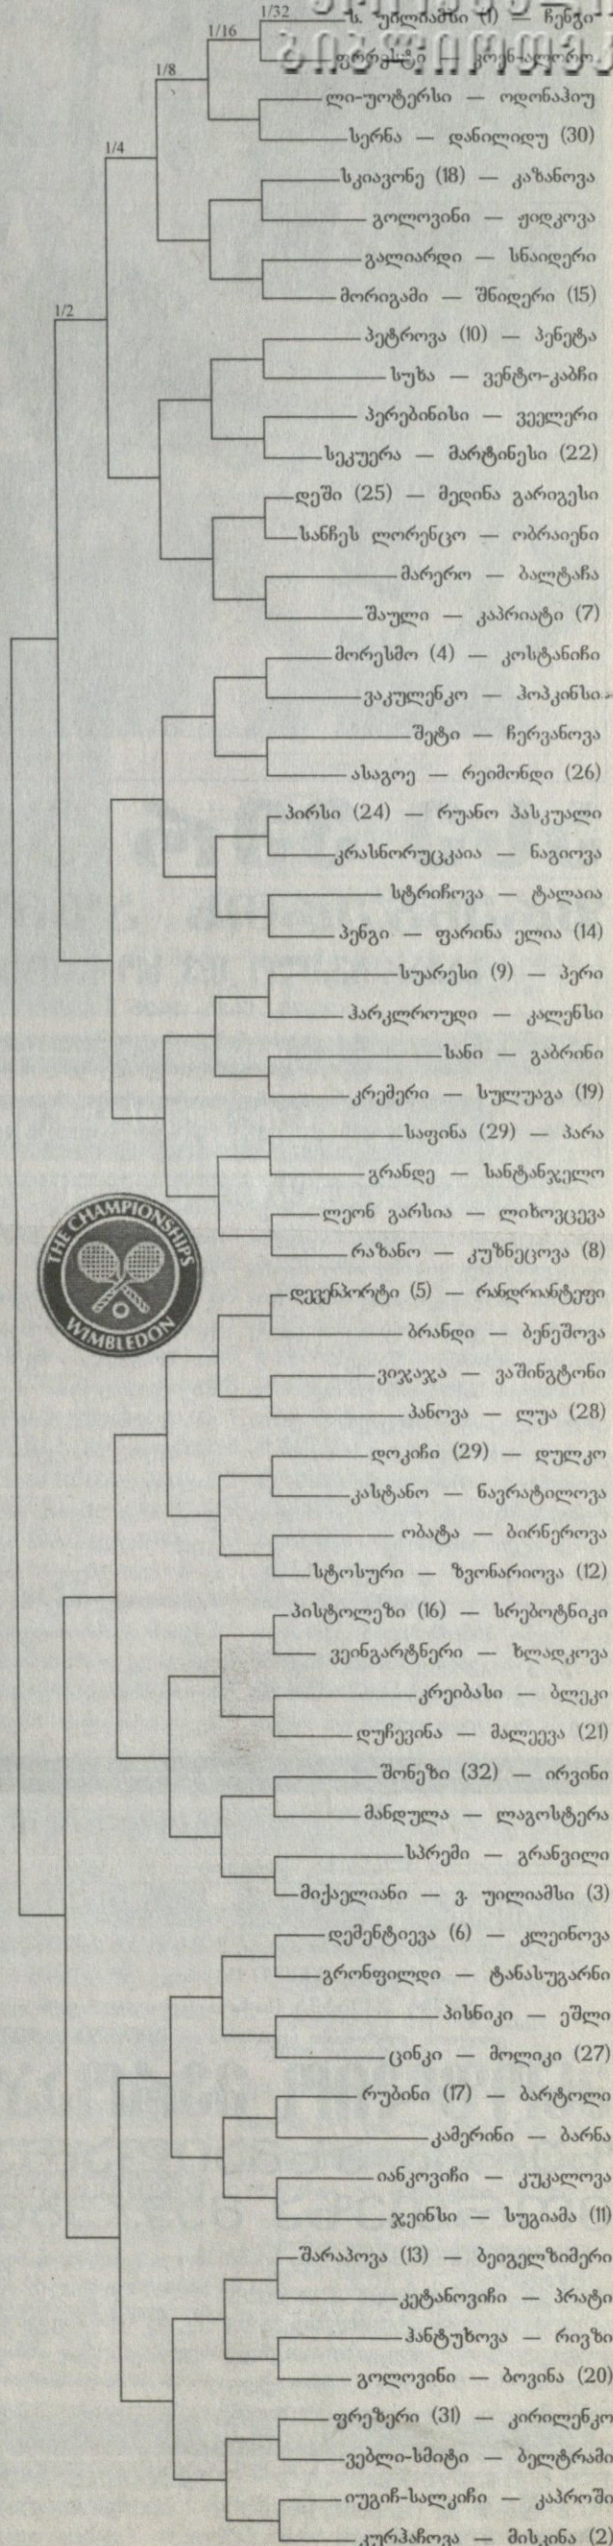 1/32
ს. უილიამსი (1) — ჩენგი
1/16
1/8
ლი-უოტერსი — ოდონაჰიუ
სერნა — დანილიდუ (30)
1/4
სკიავონე (18) — კაზანოვა
გოლოვინი — ჟიდკოვა
გალიარდი — სნაიდერი
მორიგამი — შნიდერი (15)
1/2
პეტროვა (10) — პენეტა
სუხა — ვენტო-კაბჩი
პერებინისი — ვეელერი
სეკუერა — მარტინესი (22)
დეში (25) — მედინა გარიგესი
სანჩეს ლორენცო — ობრაიენი
მარერო — ბალტაჩა
შაული — კაპრიატი (7)
მორესმო (4) — კოსტანიჩი
ვაკულენკო — ჰოპკინსი
შეტი — ჩერვანოვა
ასაგოე — რეიმონდი (26)
პირსი (24) — რუანო პასკუალი
კრასნორუცკაია — ნაგიოვა
სტრიჩოვა — ტალაია
პენგი — ფარინა ელია (14)
სუარესი (9) — პერი
ჰარკლროუდი — კალენსი
სანი — გაბრინი
კრემერი — სულუაგა (19)
საფინა (29) — პარა
გრანდე — სანტანჯელო
ლეონ გარსია — ლიხოვცევა
რაზანო — კუზნეცოვა (8)
THE CHAMPIONSHIPS
WIMBLEDON
დევენპორტი (5) — რანდრიანტეფი
ბრანდი — ბენეშოვა
ვიჯაჯა — ვაშინგტონი
პანოვა — ლუა (28)
დოკიჩი (29) — დულკო
კასტანო — ნავრატილოვა
ობატა — ბირნეროვა
სტოსური — ზვონარიოვა (12)
პისტოლეზი (16) — სრებოტნიკი
ვეინგარტნერი — ხლადკოვა
კრეიბასი — ბლეკი
დუჩევინა — მალეევა (21)
შონეზი (32) — ირვინი
მანდულა — ლაგოსტერა
სპრემი — გრანვილი
მიქაელიანი — ვ. უილიამსი (3)
დემენტიევა (6) — კლეინოვა
გრონფილდი — ტანასუგარნი
პისნიკი — ეშლი
ცინკი — მოლიკი (27)
რუბინი (17) — ბარტოლი
კამერინი — ბარნა
იანკოვიჩი — კუკალოვა
ჯეინსი — სუგიამა (11)
შარაპოვა (13) — ბეიგელზიმერი
კეტანოვიჩი — პრატი
ჰანტუხოვა — რივზი
გოლოვინი — ბოვინა (20)
ფრეზერი (31) — კირილენკო
ვებლი-სმიტი — ბელტრამი
იუგიჩ-სალკიჩი — კაპროში
კურჰაჩოვა — მისკინა (2)